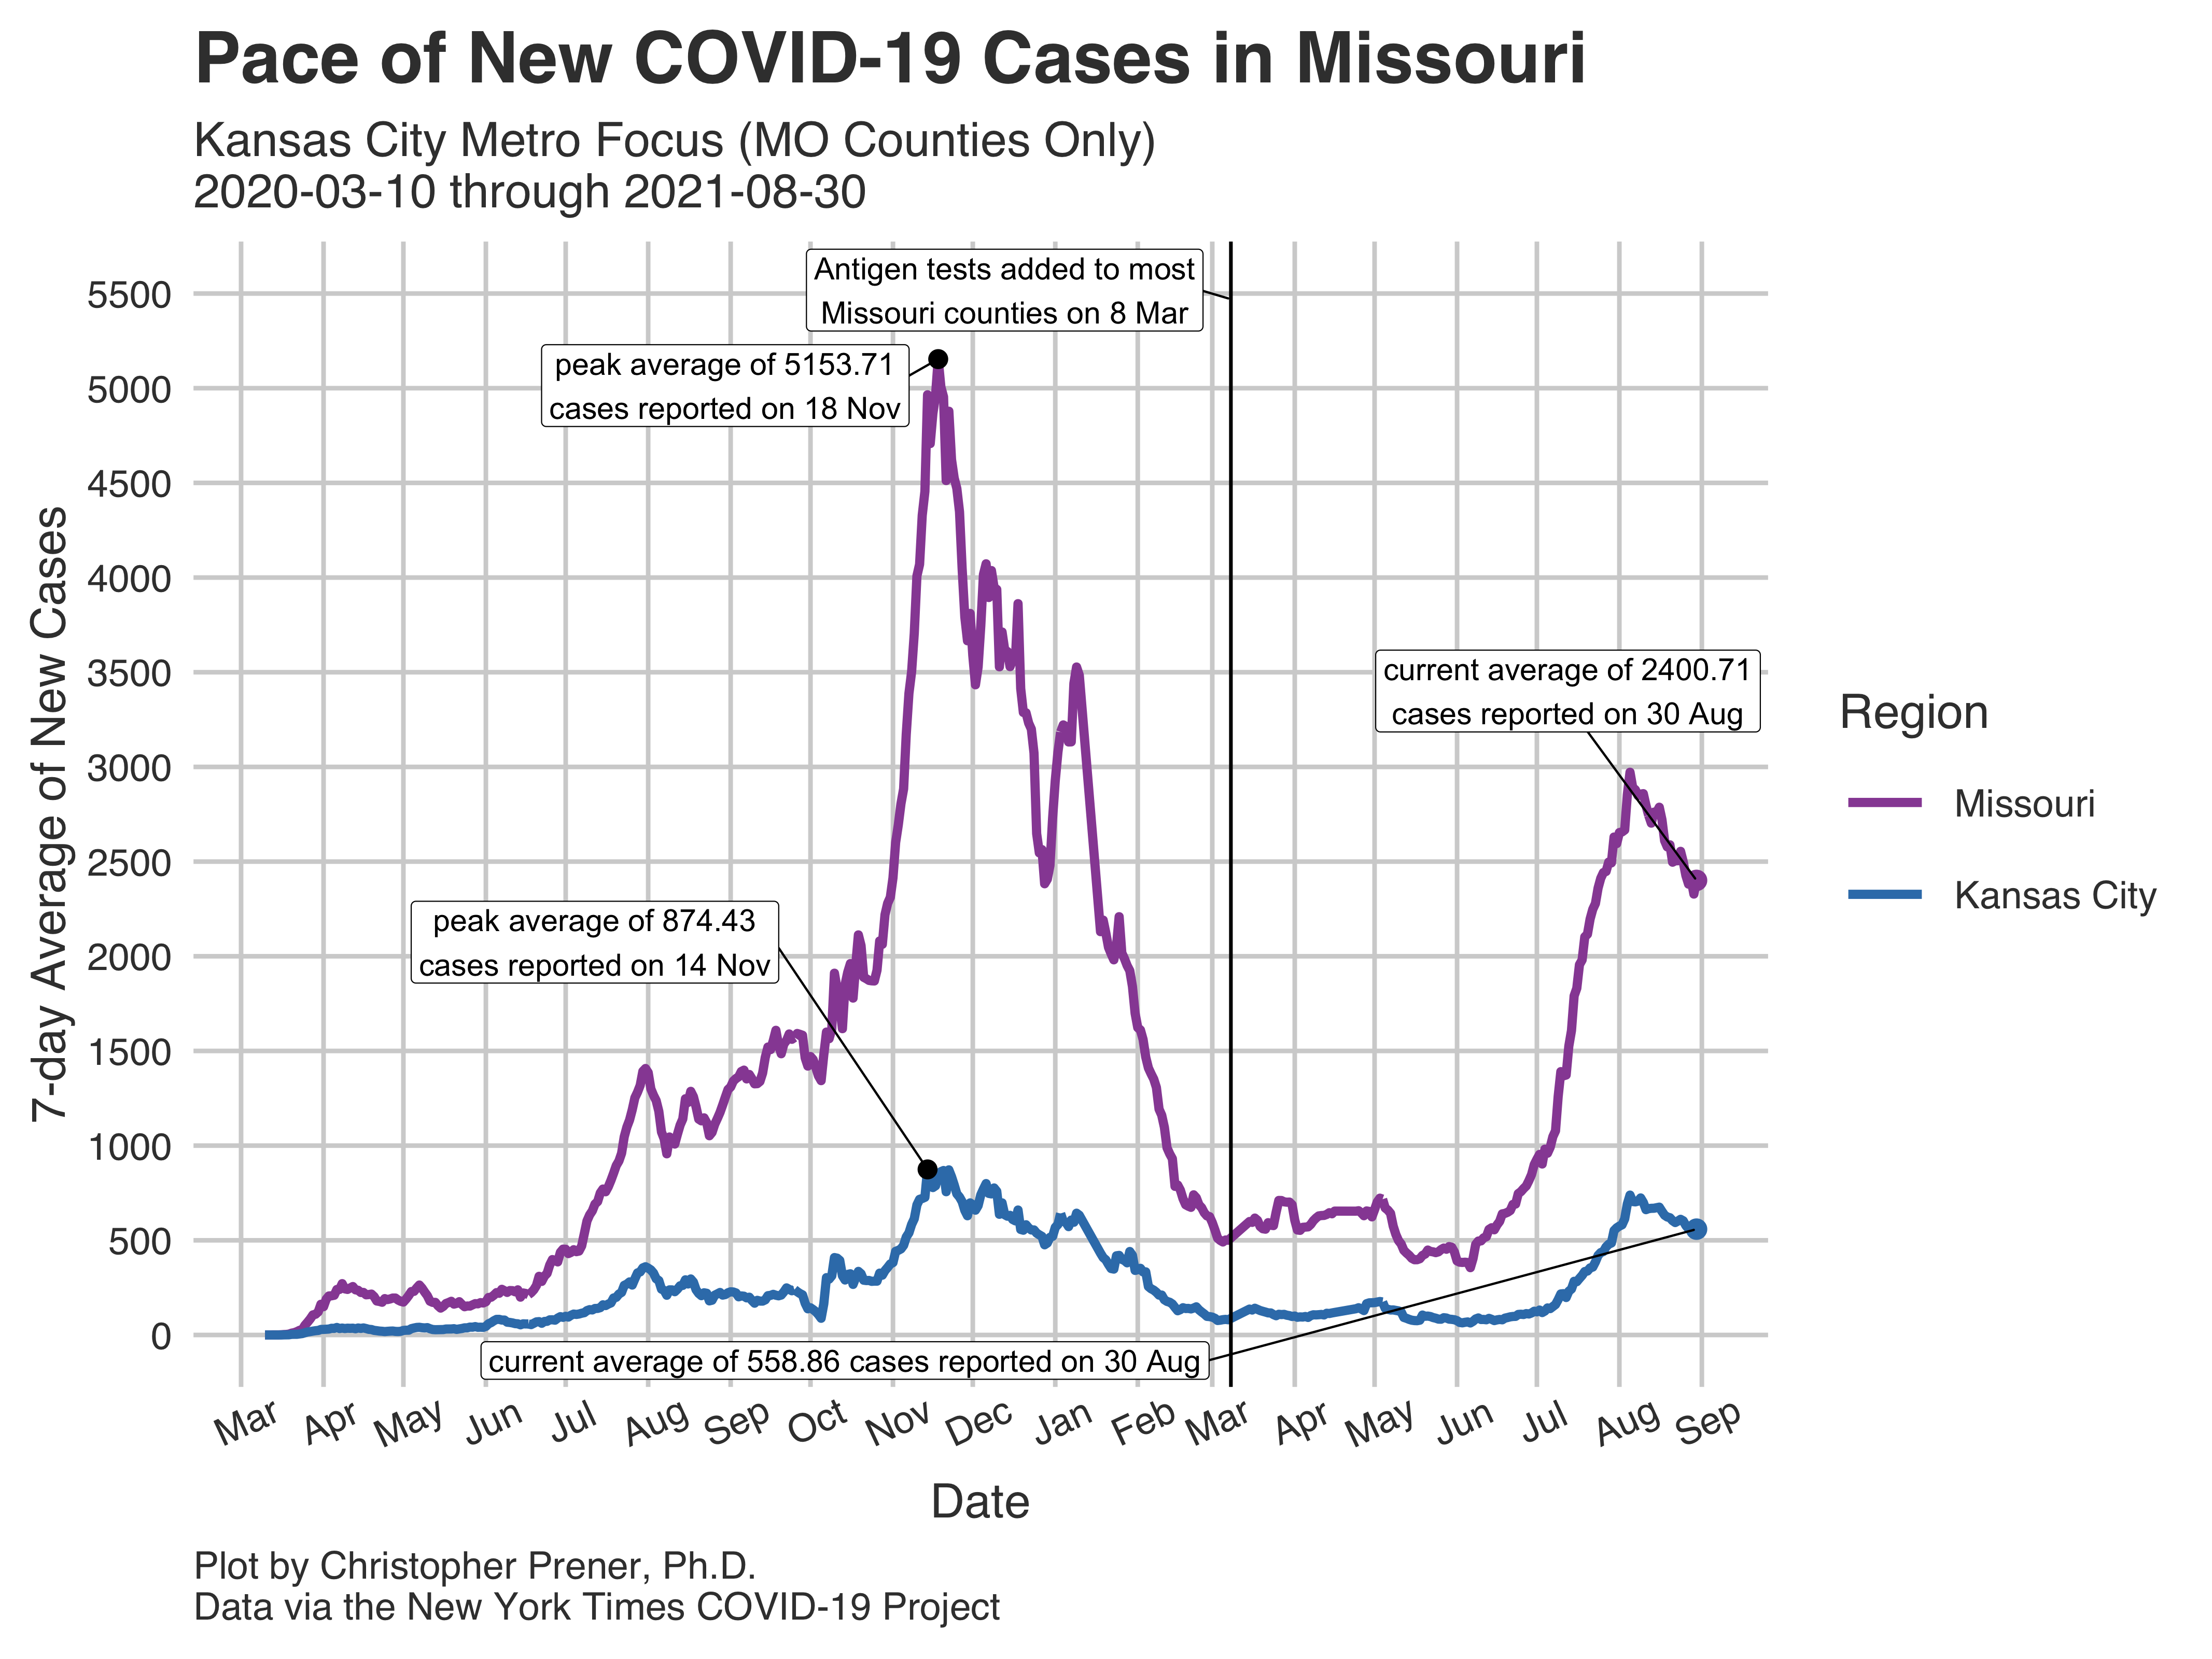 Pace of New COVID-19 Cases in Missouri
Kansas City Metro Focus (MO Counties Only)
2020-03-10 through 2021-08-30
Antigen tests added to most
Missouri counties on 8 Mar
peak average of 5153.71
cases reported on 18 Nov
current average of 2400.71
cases reported on 30 Aug
peak average of 874.43
cases reported on 14 Nov
current average of 558.86 cases reported on 30 Aug
7-day Average of New Cases
5500
5000
4500
4000
3500
3000
2500
2000
1500
1000
500
0
Mar Apr May Jun Jul Aug Sep Oct Nov Dec Jan Feb Mar Apr May Jun Jul Aug Sep
Date
Region
Missouri
Kansas City
Plot by Christopher Prener, Ph.D.
Data via the New York Times COVID-19 Project